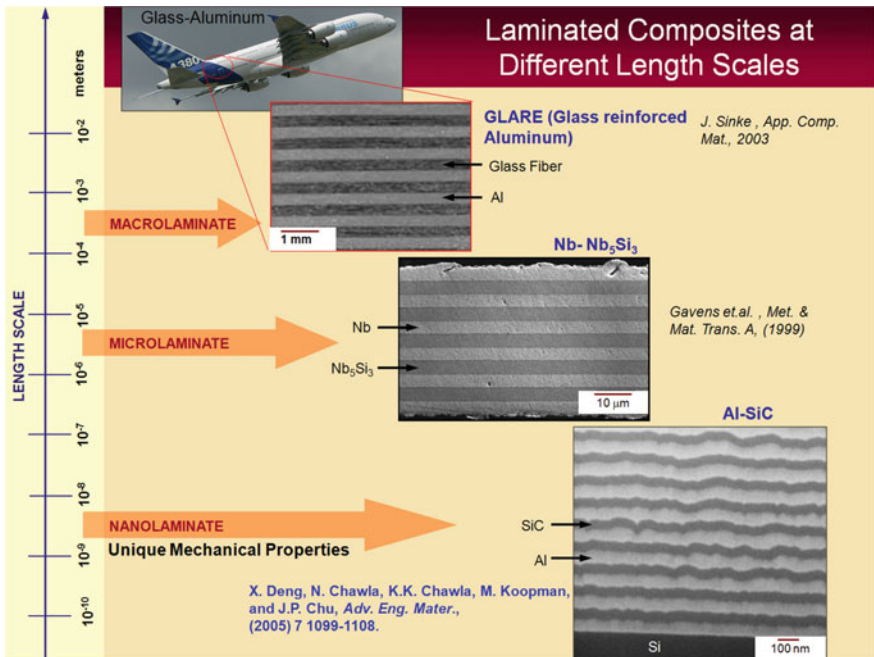 Glass-Aluminum
A380
Laminated Composites at
Different Length Scales
meters
LENGTH SCALE
10-2
10-3
10-4
10-5
10-6
10-7
10-8
10-9
10-10
GLARE (Glass reinforced
Aluminum)
J. Sinke , App. Comp.
Mat., 2003
Glass Fiber
Al
1 mm
MACROLAMINATE
Nb- Nb5Si3
Gavens et.al. , Met. &
Mat. Trans. A, (1999)
Nb
Nb5Si3
10 μm
MICROLAMINATE
Al-SiC
SiC
Al
Si
100 nm
NANOLAMINATE
Unique Mechanical Properties
X. Deng, N. Chawla, K.K. Chawla, M. Koopman,
and J.P. Chu, Adv. Eng. Mater.,
(2005) 7 1099-1108.